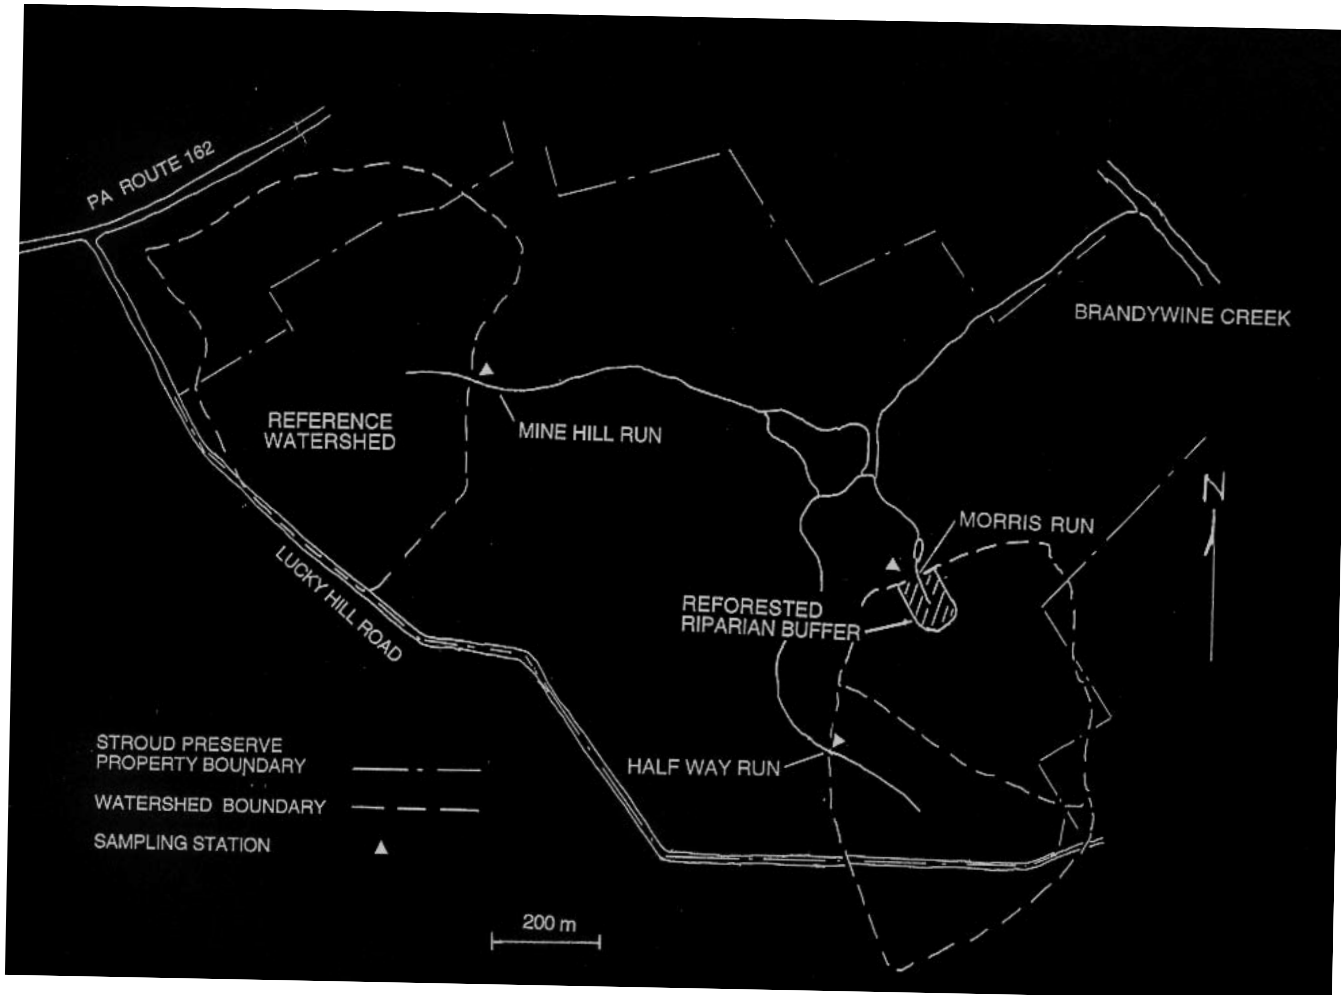 PA ROUTE 162
BRANDYWINE CREEK
REFERENCE
WATERSHED
MINE HILL RUN
N
MORRIS RUN
LUCKY HILL ROAD
REFORESTED
RIPARIAN BUFFER
HALF WAY RUN
STROUD PRESERVE
PROPERTY BOUNDARY
WATERSHED BOUNDARY
SAMPLING STATION
200 m